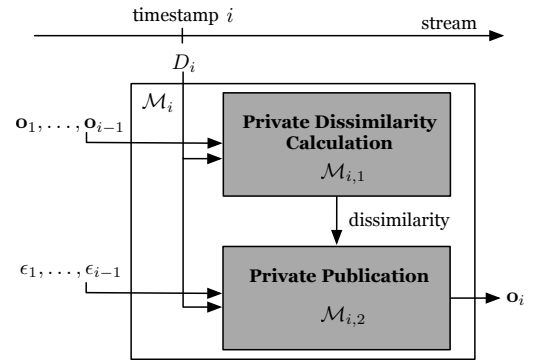 timestamp i
stream
D_i
ℳ_i
o_1, . . . , o_{i−1}
Private Dissimilarity
Calculation
ℳ_{i,1}
dissimilarity
ϵ_1, . . . , ϵ_{i−1}
Private Publication
ℳ_{i,2}
o_i